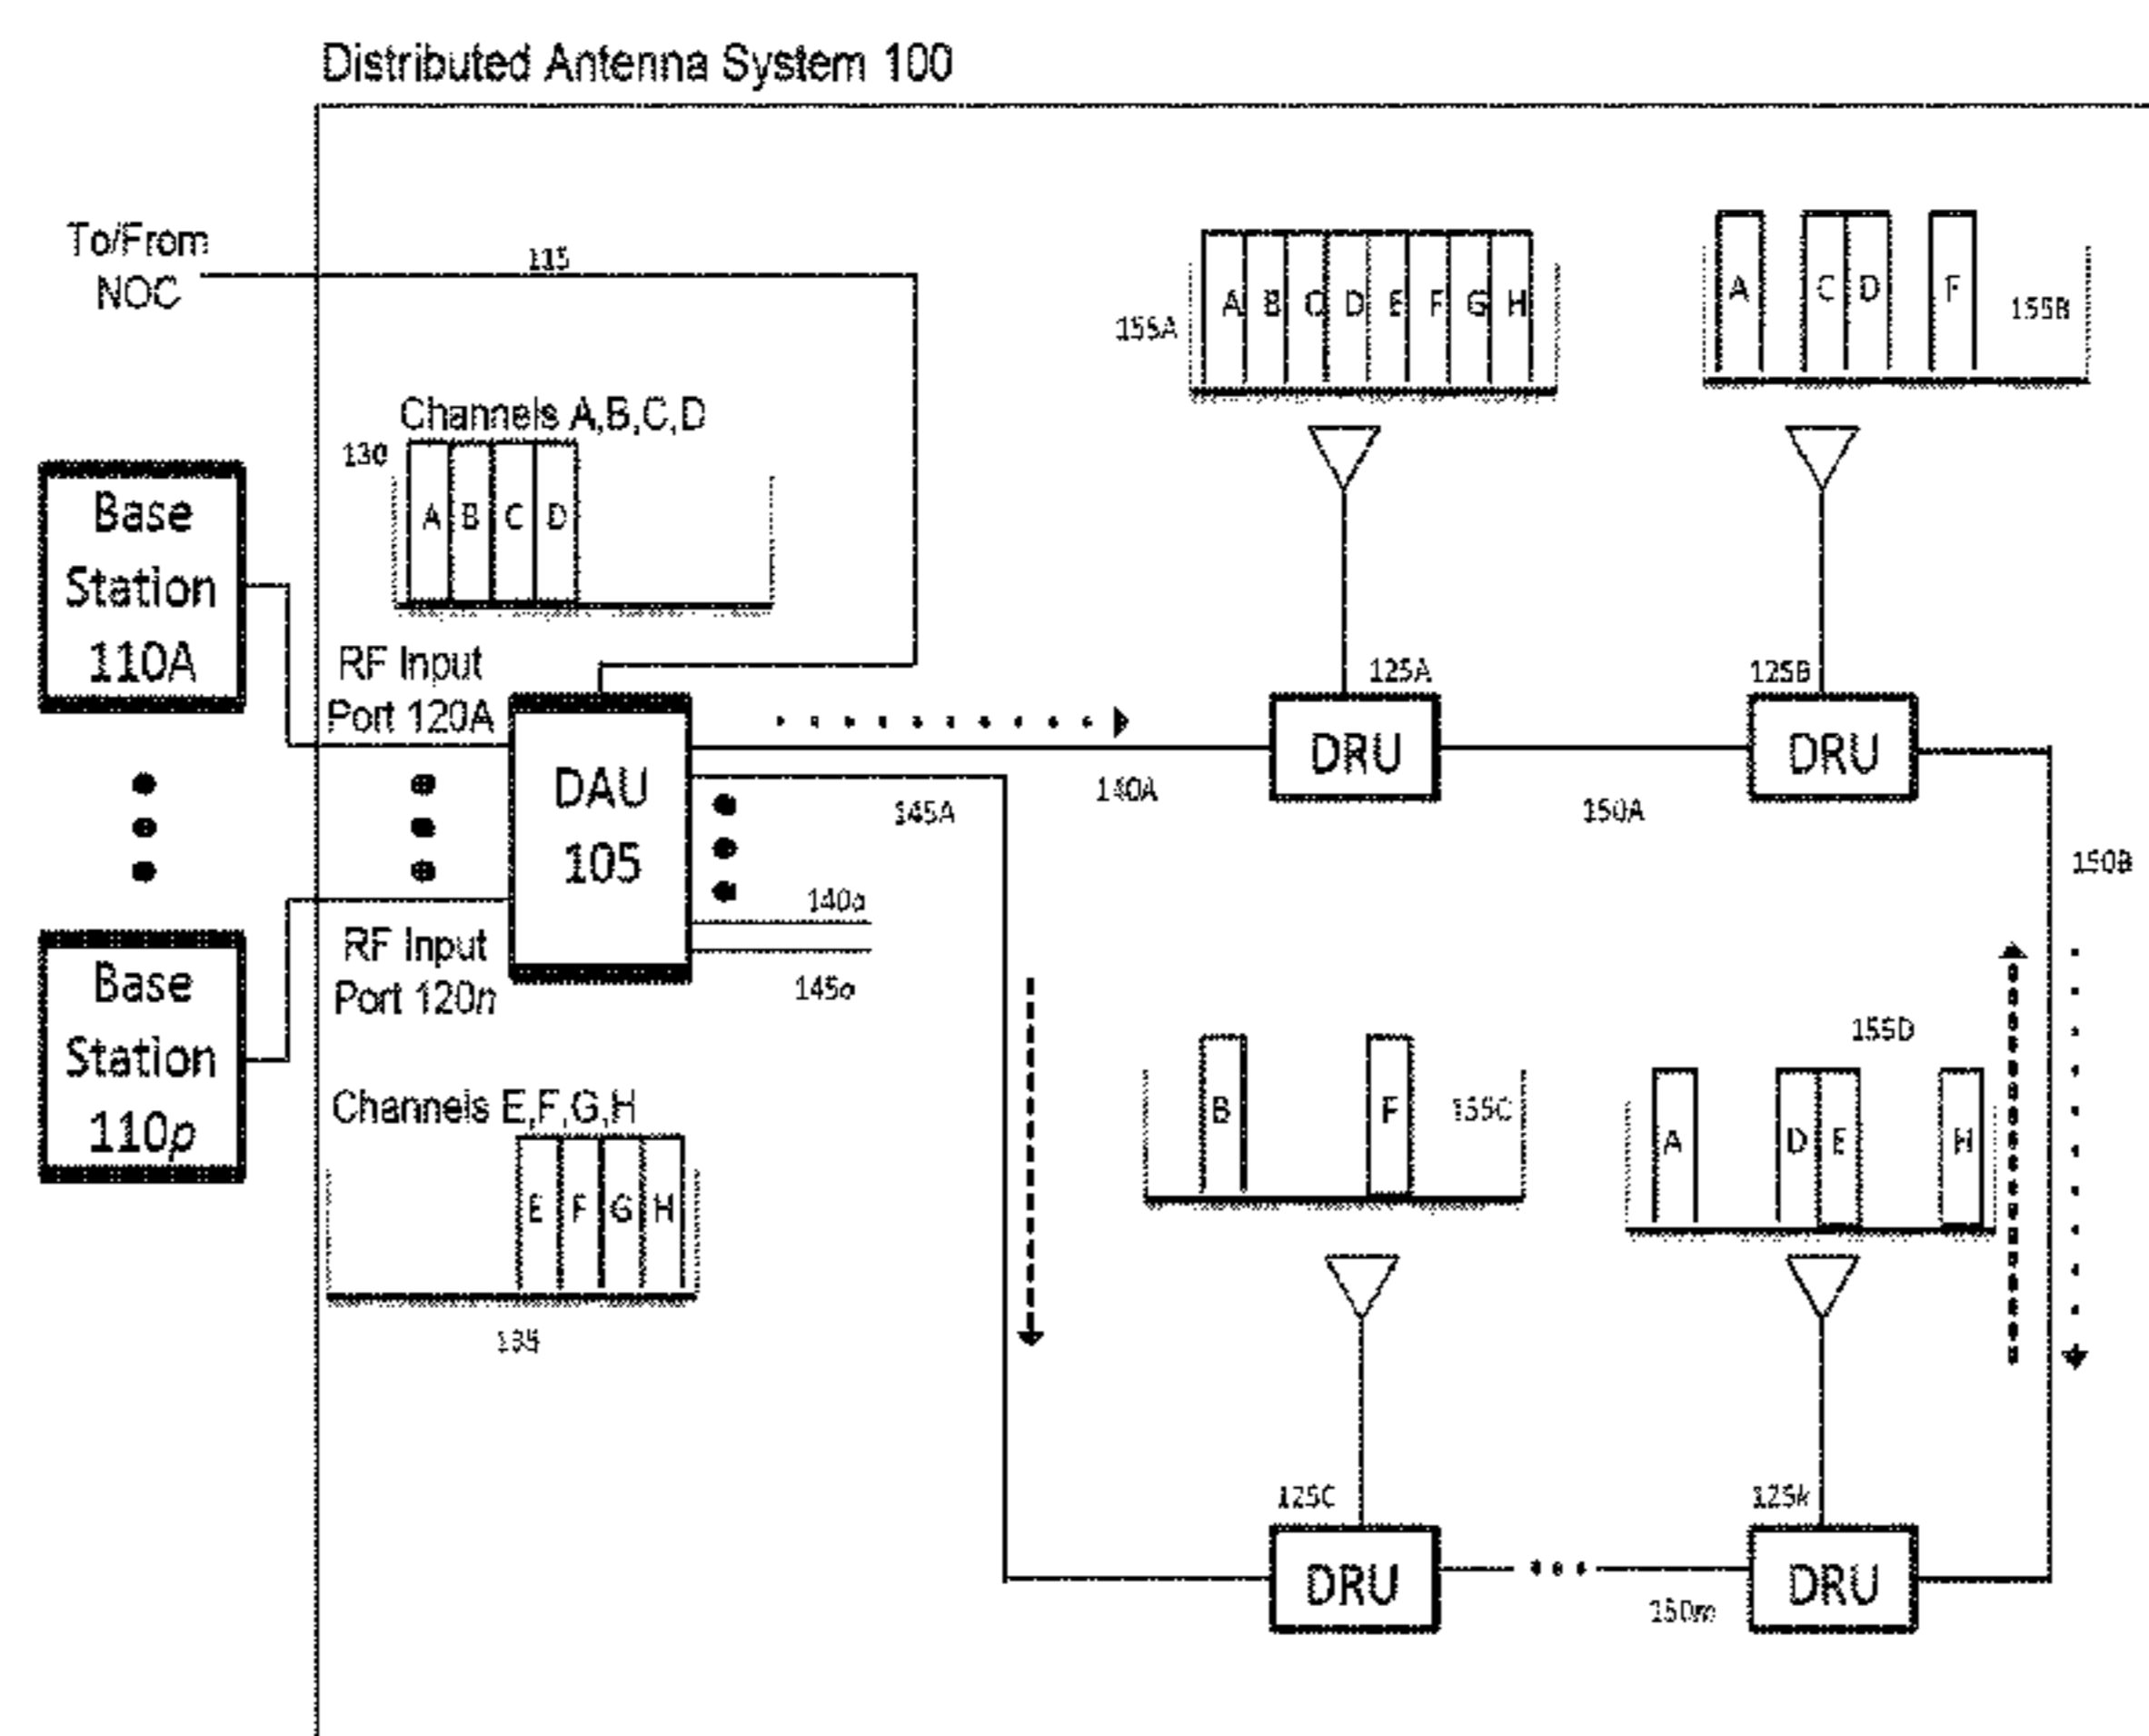 Distributed Antenna System 100
To/From
NOC
115
155A
A B C D E F G H
A C D F
155B
Channels A,B,C,D
130
A B C D
Base
Station
110A
RF Input
Port 120A
125A
125B
DRU
DRU
140A
145A
150A
150B
DAU
105
140o
145o
RF Input
Port 120n
Base
Station
110p
Channels E,F,G,H
E F G H
135
B F
155C
155D
A D E H
125C
125k
DRU
DRU
150m